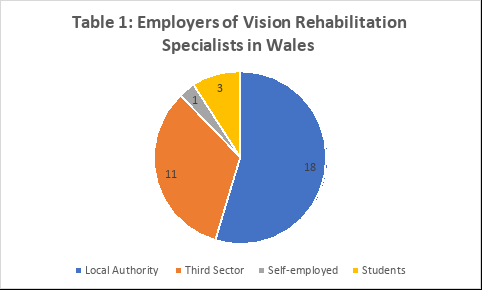 Table 1: Employers of Vision Rehabilitation
Specialists in Wales
3
1
18
11
Local Authority Third Sector Self-employed Students